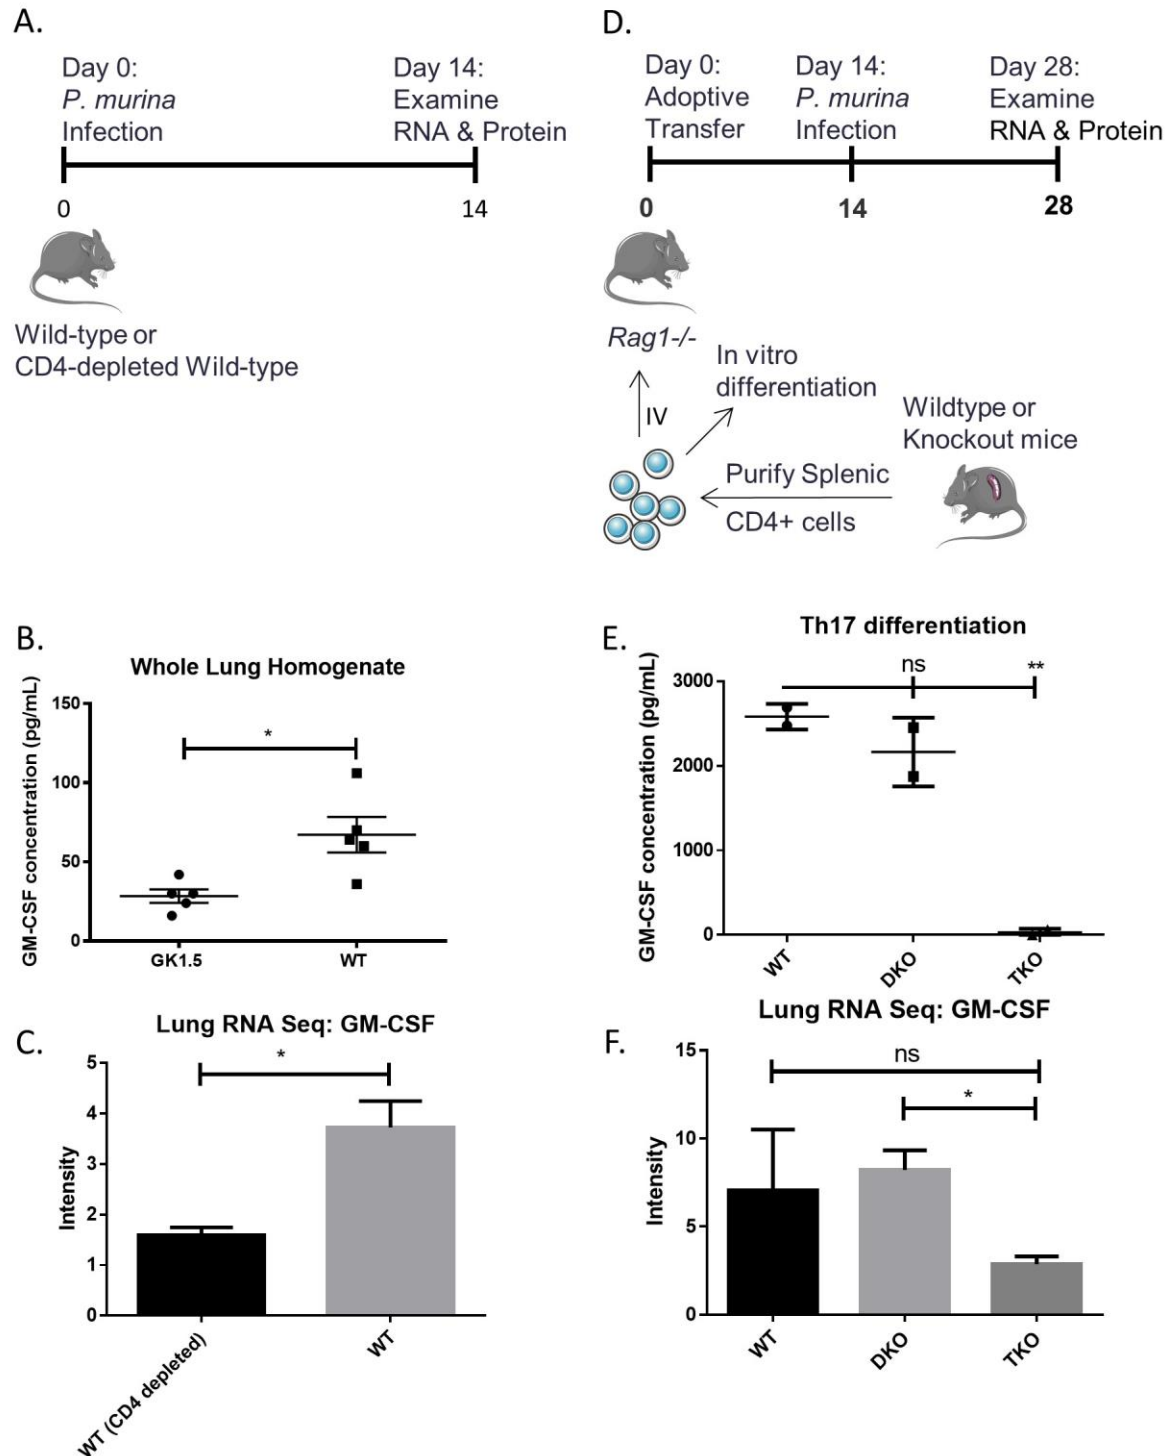 A.
Day 0:
P. murina
Infection
Day 14:
Examine
RNA & Protein
0
14
Wild-type or
CD4-depleted Wild-type
D.
Day 0:
Adoptive
Transfer
Day 14:
P. murina
Infection
Day 28:
Examine
RNA & Protein
0
14
28
Rag1-/-
In vitro
differentiation
IV
Wildtype or
Knockout mice
Purify Splenic
CD4+ cells
B.
Whole Lung Homogenate
GM-CSF concentration (pg/mL)
150
100
50
0
*
GK1.5
WT
E.
Th17 differentiation
GM-CSF concentration (pg/mL)
3000
2000
1000
0
ns
**
WT
DKO
TKO
C.
Lung RNA Seq: GM-CSF
Intensity
5
4
3
2
1
0
*
WT (CD4 depleted)
WT
F.
Lung RNA Seq: GM-CSF
Intensity
15
10
5
0
ns
*
WT
DKO
TKO